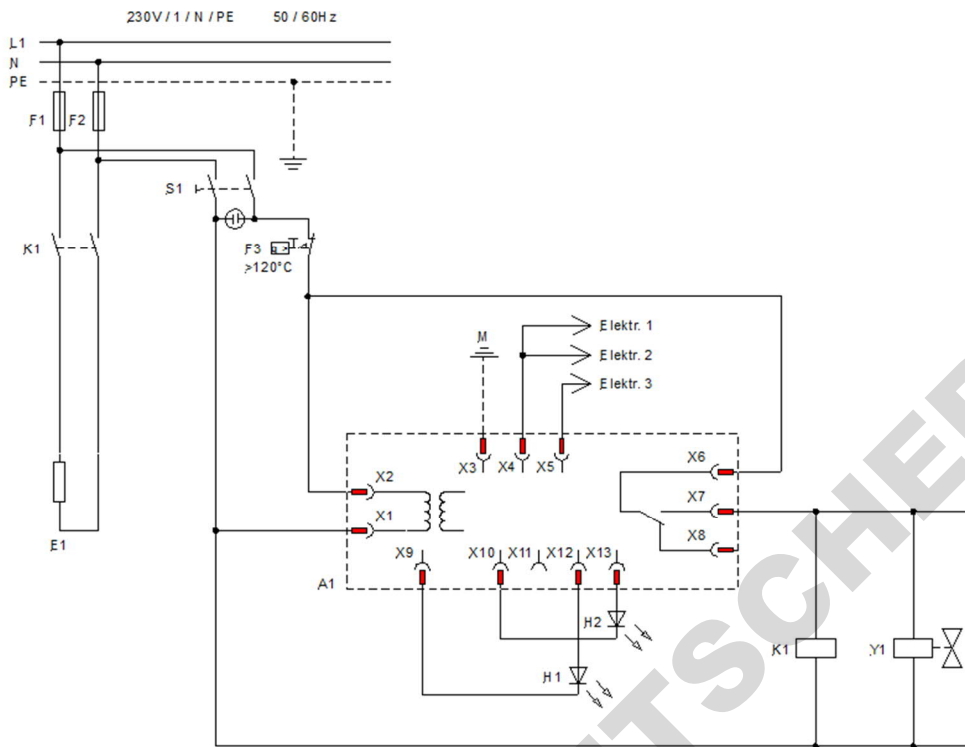 230V / 1 / N / PE 50 / 60Hz
L1
N
PE
F1 F2
S1
K1
F3
>120°C
Elektr. 1
M
Elektr. 2
Elektr. 3
X3 X4 X5
X6
X2
X7
X1
X8
E1
X9 X10 X11 X12 X13
A1
H2
K1 Y1
H1